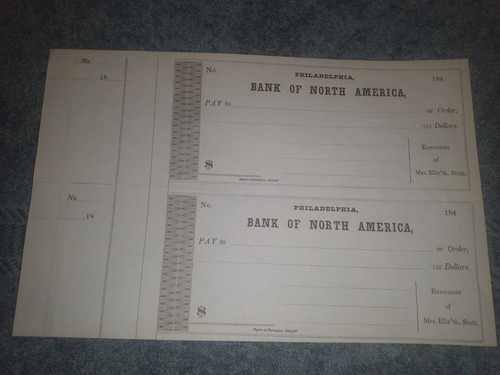 No.
18
No. PHILADELPHIA, 184
BANK OF NORTH AMERICA,
PAY to or Order,
/100 Dollars.
$
Executors
of
Mrs. Eliz'th. Stott.
No.
18
No. PHILADELPHIA, 184
BANK OF NORTH AMERICA,
PAY to or Order,
/100 Dollars.
$
Executors
of
Mrs. Eliz'th. Stott.